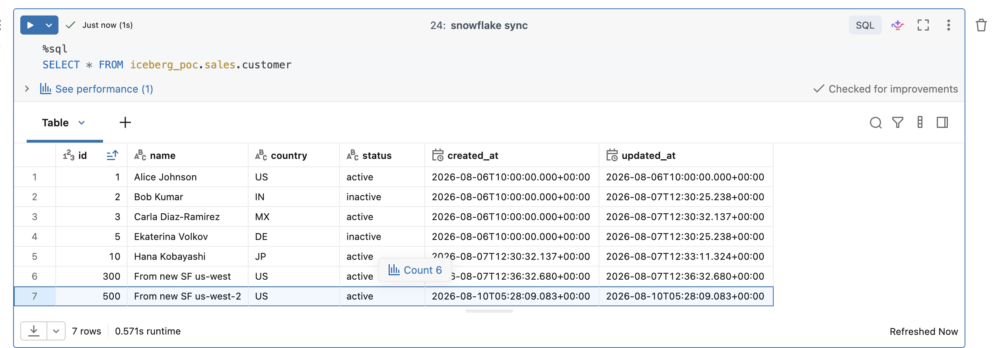 Just now (1s)
24: snowflake sync
SQL
%sql
SELECT * FROM iceberg_poc.sales.customer
See performance (1)
Checked for improvements
Table
id name country status created_at updated_at
1 1 Alice Johnson US active 2026-08-06T10:00:00.000+00:00 2026-08-06T10:00:00.000+00:00
2 2 Bob Kumar IN inactive 2026-08-06T10:00:00.000+00:00 2026-08-07T12:30:25.238+00:00
3 3 Carla Diaz-Ramirez MX active 2026-08-06T10:00:00.000+00:00 2026-08-07T12:30:32.137+00:00
4 5 Ekaterina Volkov DE inactive 2026-08-06T10:00:00.000+00:00 2026-08-07T12:30:25.238+00:00
5 10 Hana Kobayashi JP active 2026-08-07T12:30:32.137+00:00 2026-08-07T12:33:11.324+00:00
Count 6
6 300 From new SF us-west US active 6-08-07T12:36:32.680+00:00 2026-08-07T12:36:32.680+00:00
7 500 From new SF us-west-2 US active 2026-08-10T05:28:09.083+00:00 2026-08-10T05:28:09.083+00:00
7 rows
0.571s runtime
Refreshed Now